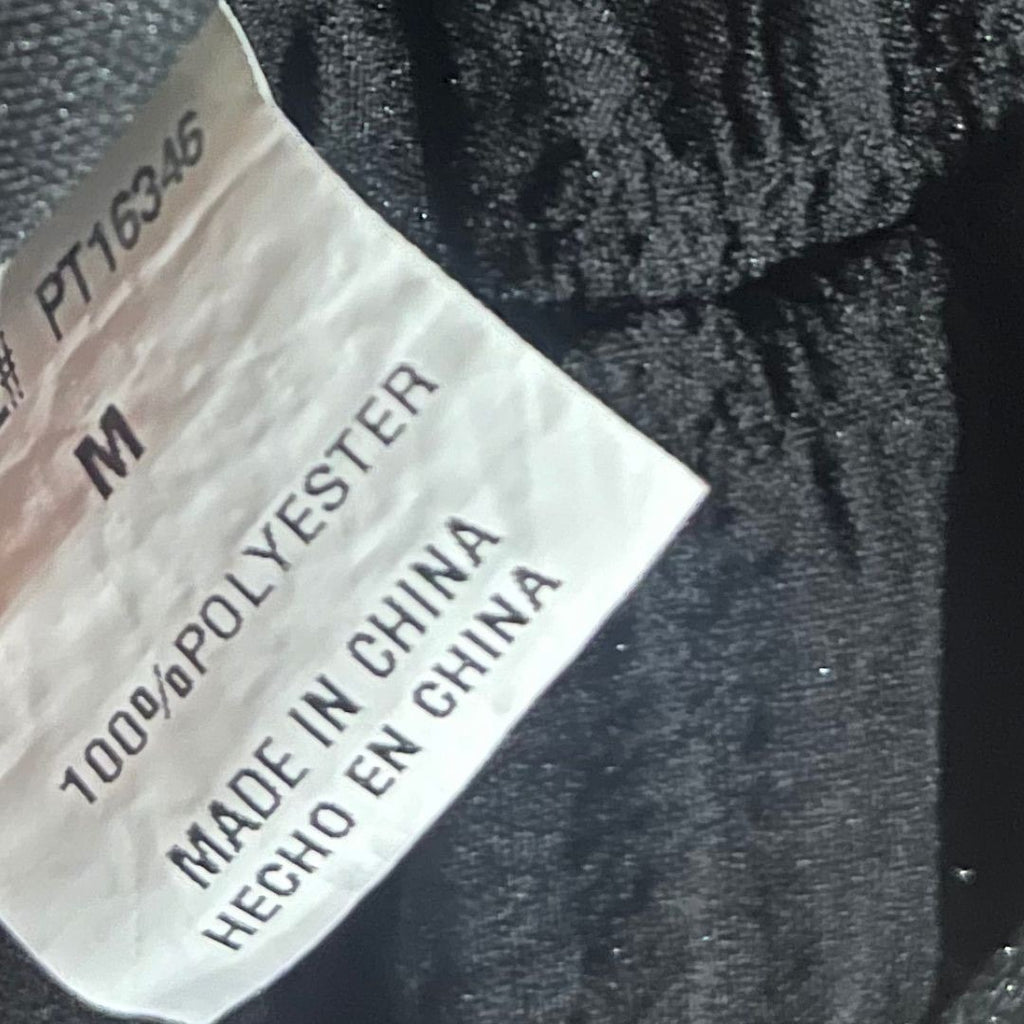 # PT16346
M
100%POLYESTER
MADE IN CHINA
HECHO EN CHINA